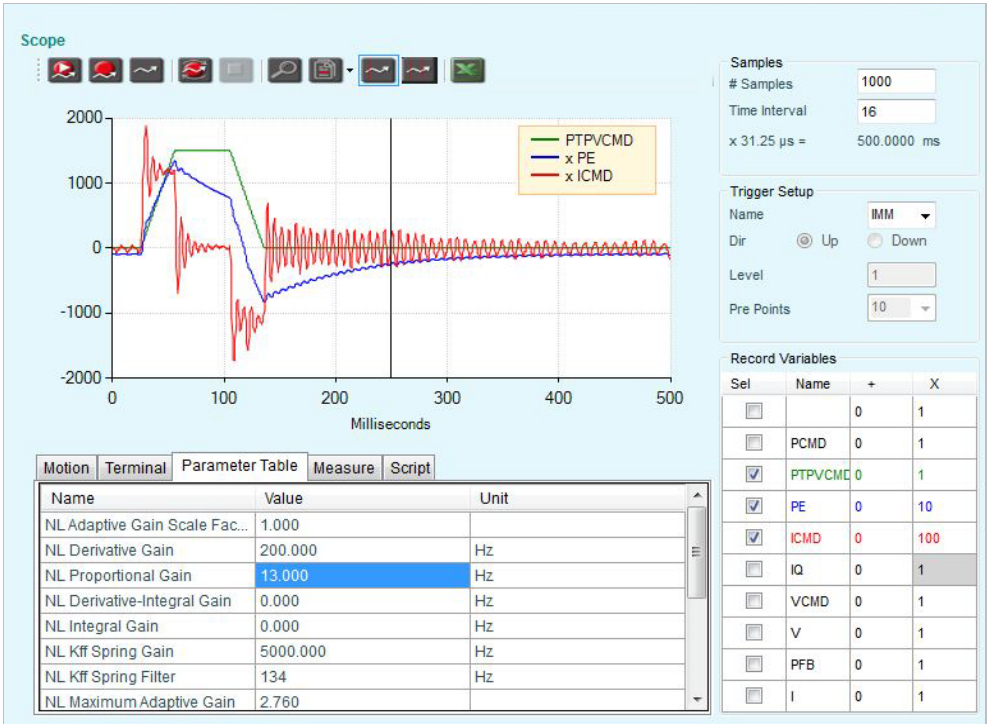 Scope
2000
1000
0
-1000
-2000
0 100 200 300 400 500
Milliseconds
PTPVCMD
x PE
x ICMD
Motion Terminal Parameter Table Measure Script
Name Value Unit
NL Adaptive Gain Scale Fac... 1.000
NL Derivative Gain 200.000 Hz
NL Proportional Gain 13.000 Hz
NL Derivative-Integral Gain 0.000 Hz
NL Integral Gain 0.000 Hz
NL Kff Spring Gain 5000.000 Hz
NL Kff Spring Filter 134 Hz
NL Maximum Adaptive Gain 2.760
Samples
# Samples 1000
Time Interval 16
x 31.25 µs = 500.0000 ms
Trigger Setup
Name IMM
Dir Up Down
Level 1
Pre Points 10
Record Variables
Sel Name + X
0 1
PCMD 0 1
PTPVCMD 0 1
PE 0 10
ICMD 0 100
IQ 0 1
VCMD 0 1
V 0 1
PFB 0 1
I 0 1